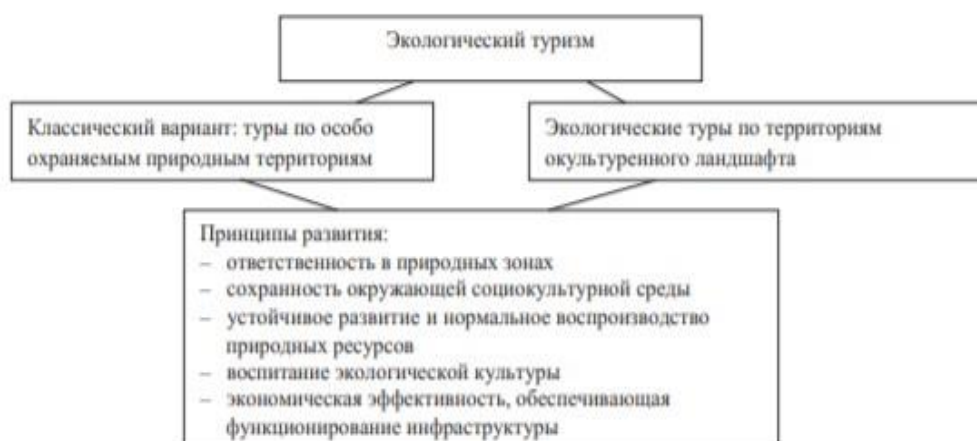 Экологический туризм
Классический вариант: туры по особо
охраняемым природным территориям
Экологические туры по территориям
окультуренного ландшафта
Принципы развития:
– ответственность в природных зонах
– сохранность окружающей социокультурной среды
– устойчивое развитие и нормальное воспроизводство
природных ресурсов
– воспитание экологической культуры
– экономическая эффективность, обеспечивающая
функционирование инфраструктуры